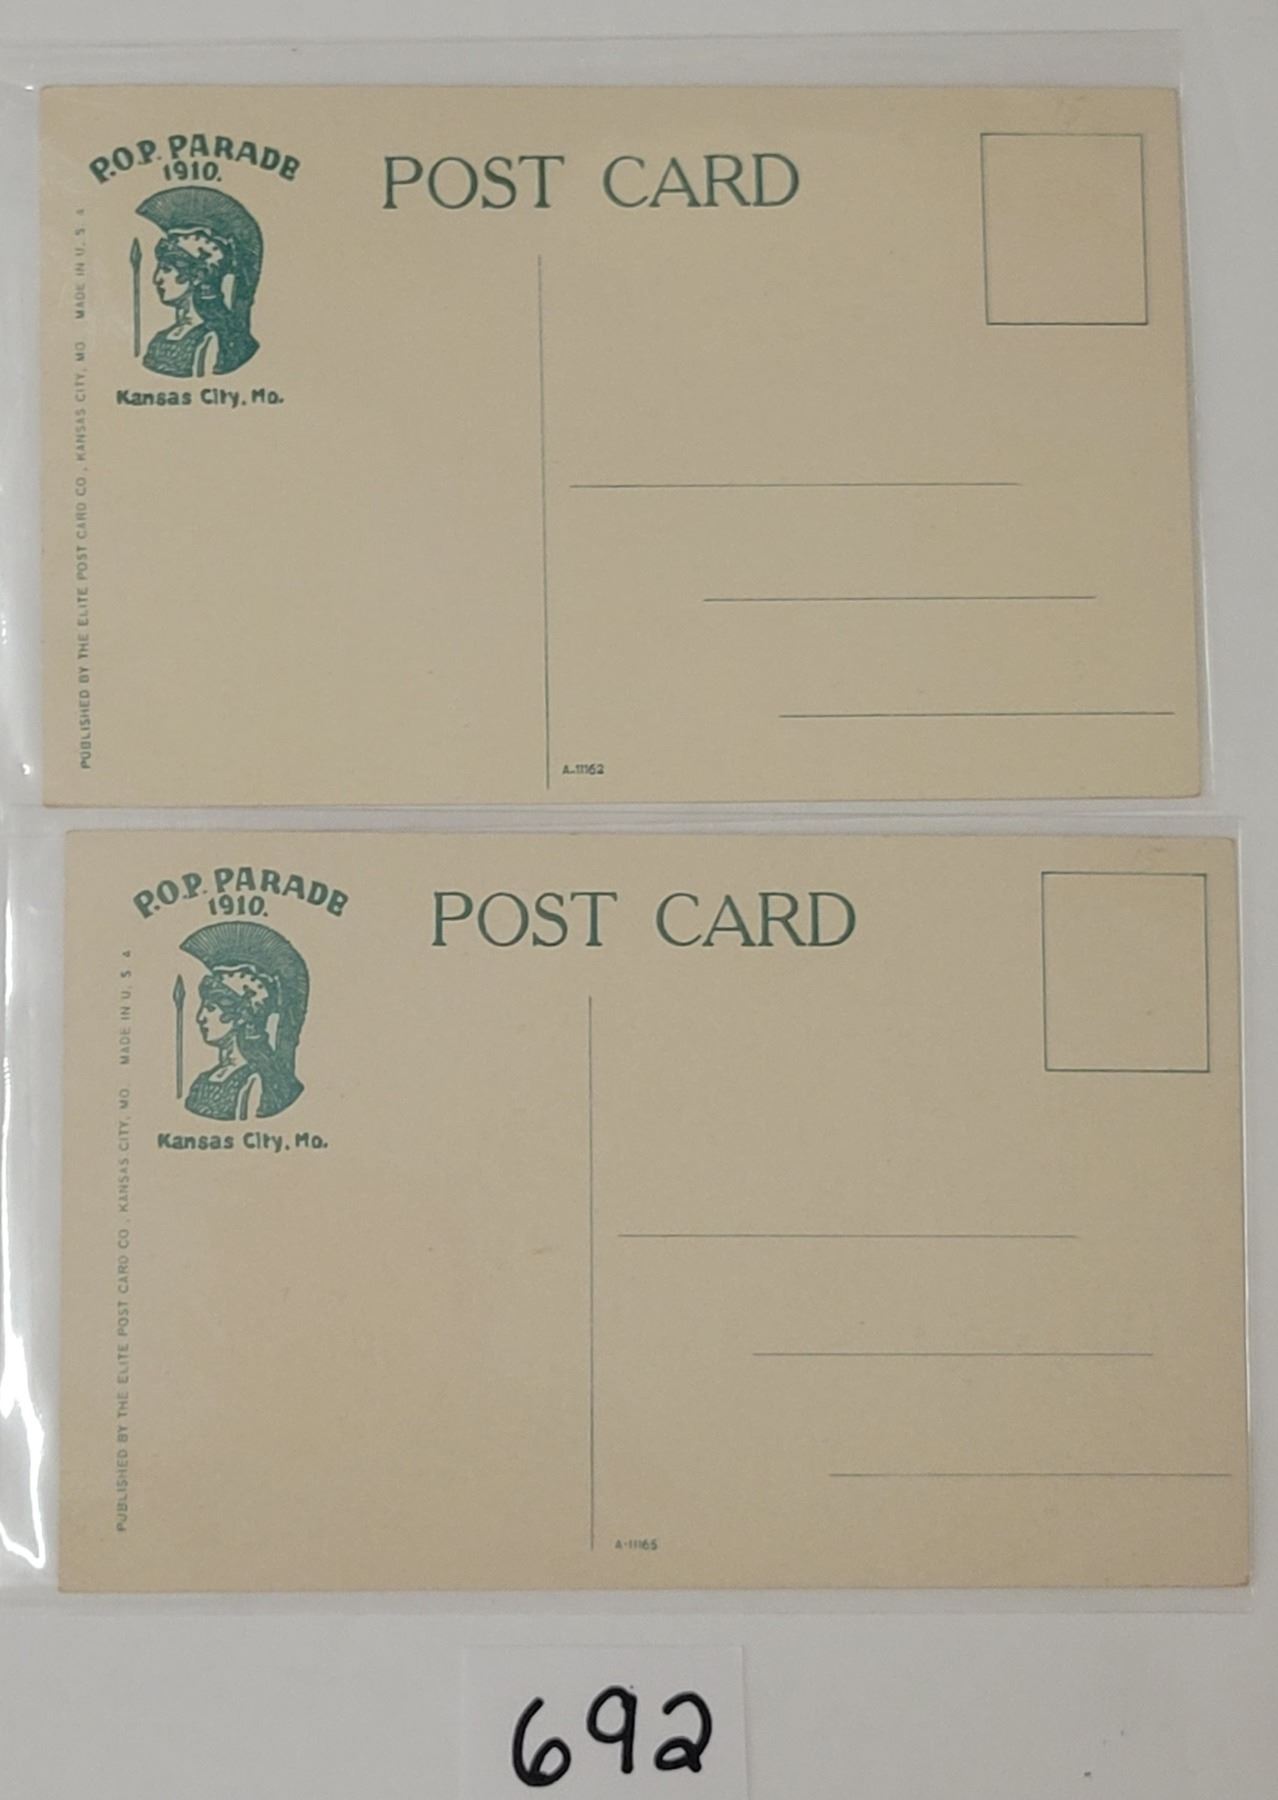 P.O.P. PARADE
1910.
Kansas City, Mo.
POST CARD
PUBLISHED BY THE ELITE POST CARD CO., KANSAS CITY, MO. MADE IN U. S. A
A-11162
P.O.P. PARADE
1910.
Kansas City, Mo.
POST CARD
PUBLISHED BY THE ELITE POST CARD CO., KANSAS CITY, MO. MADE IN U. S. A
A-11165
692